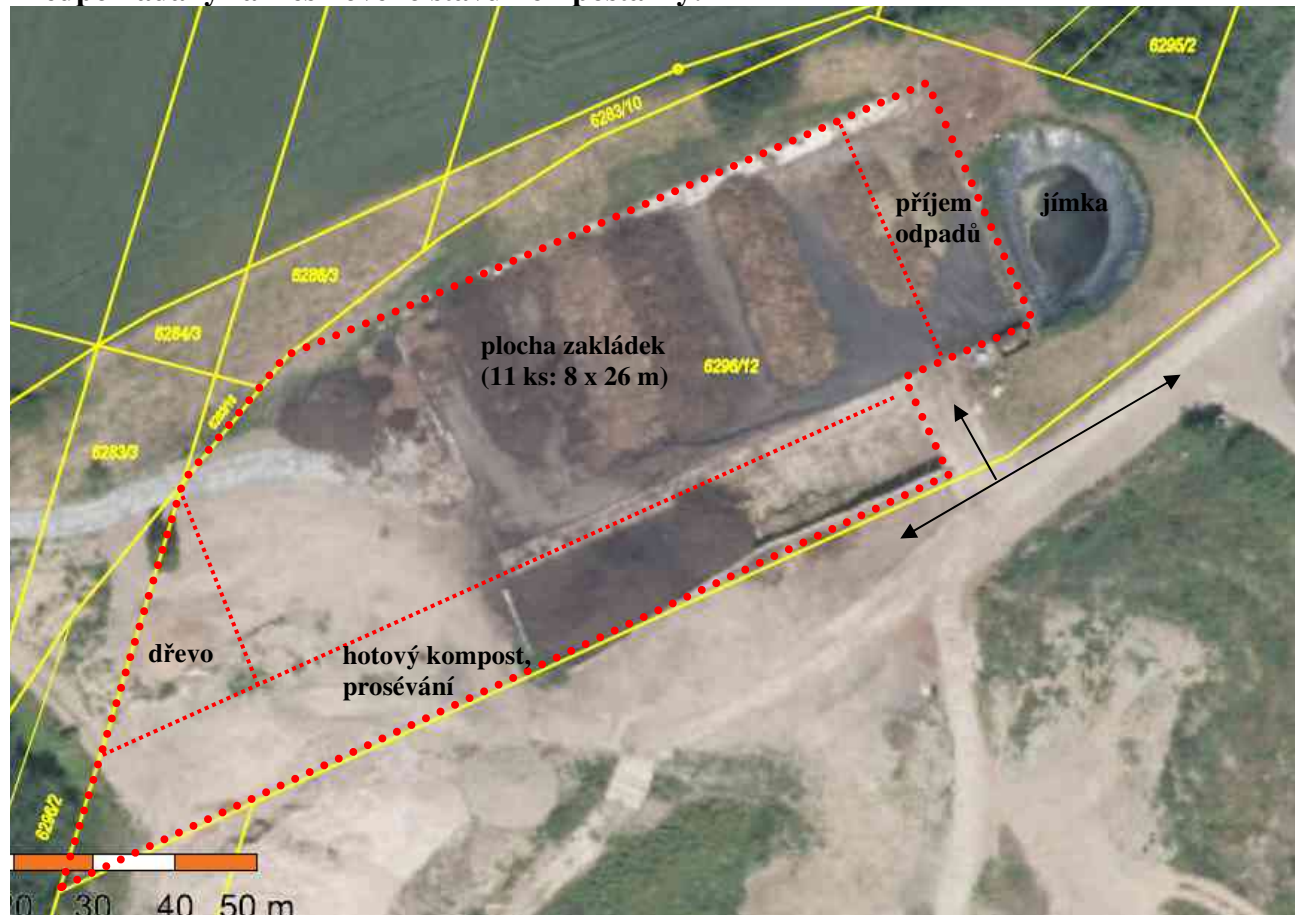 6295/2
6283/10
příjem
odpadů
jímka
6286/3
6284/3
plocha zakládek
(11 ks: 8 x 26 m)
6296/12
6283/3
dřevo
hotový kompost,
prosévání
6296/2
30 40 50 m